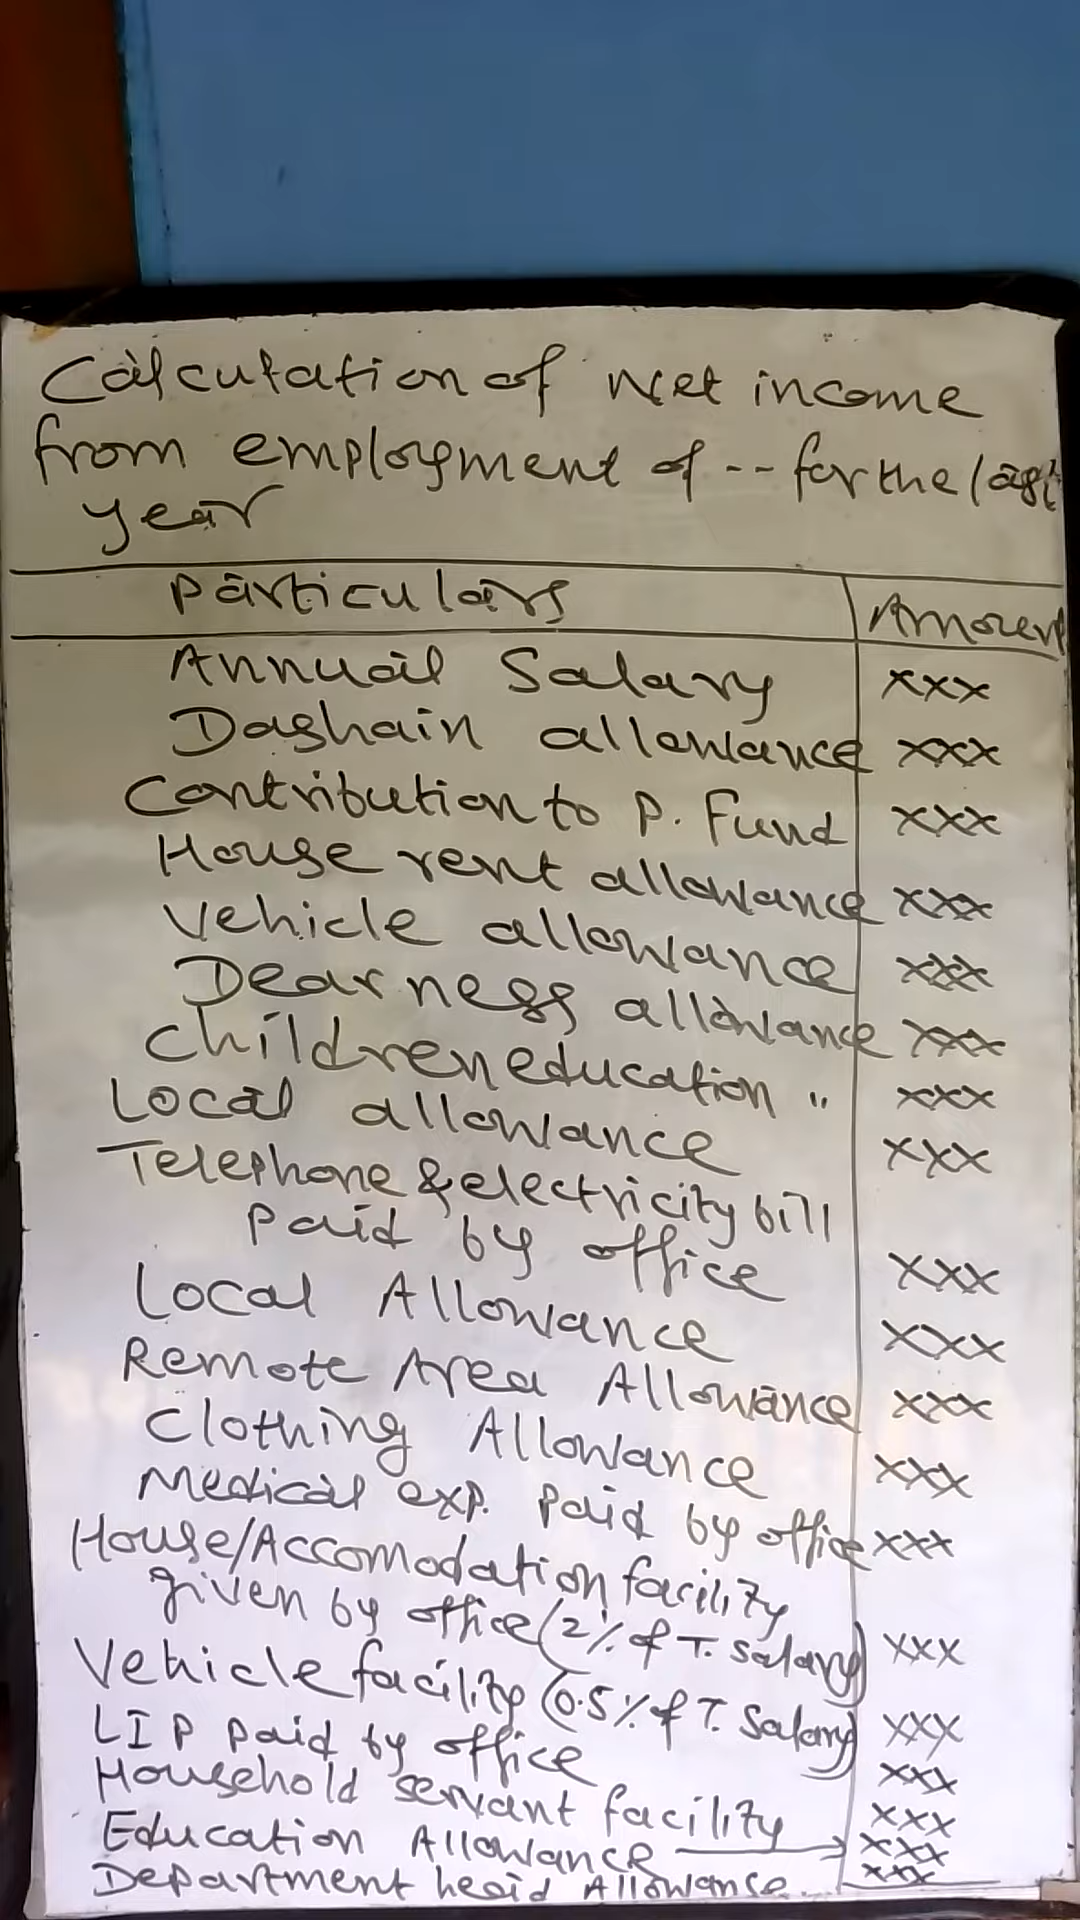 Calculation of Net income
from employment of -- for the last
year
Particulars Amount
Annual Salary xxx
Dashain allowance xxx
Contribution to P. Fund xxx
House rent allowance xxx
Vehicle allowance xxx
Dearness allowance xxx
Children education " xxx
Local allowance xxx
Telephone & electricity bill
paid by office xxx
Local Allowance xxx
Remote Area Allowance xxx
Clothing Allowance xxx
Medical exp. paid by office xxx
House/Accomodation facility
given by office (2% of T. Salary) xxx
Vehicle facility (0.5% of T. Salary) xxx
LIP paid by office xxx
Household servant facility xxx
Education Allowance → xxx
Department head Allowance xxx